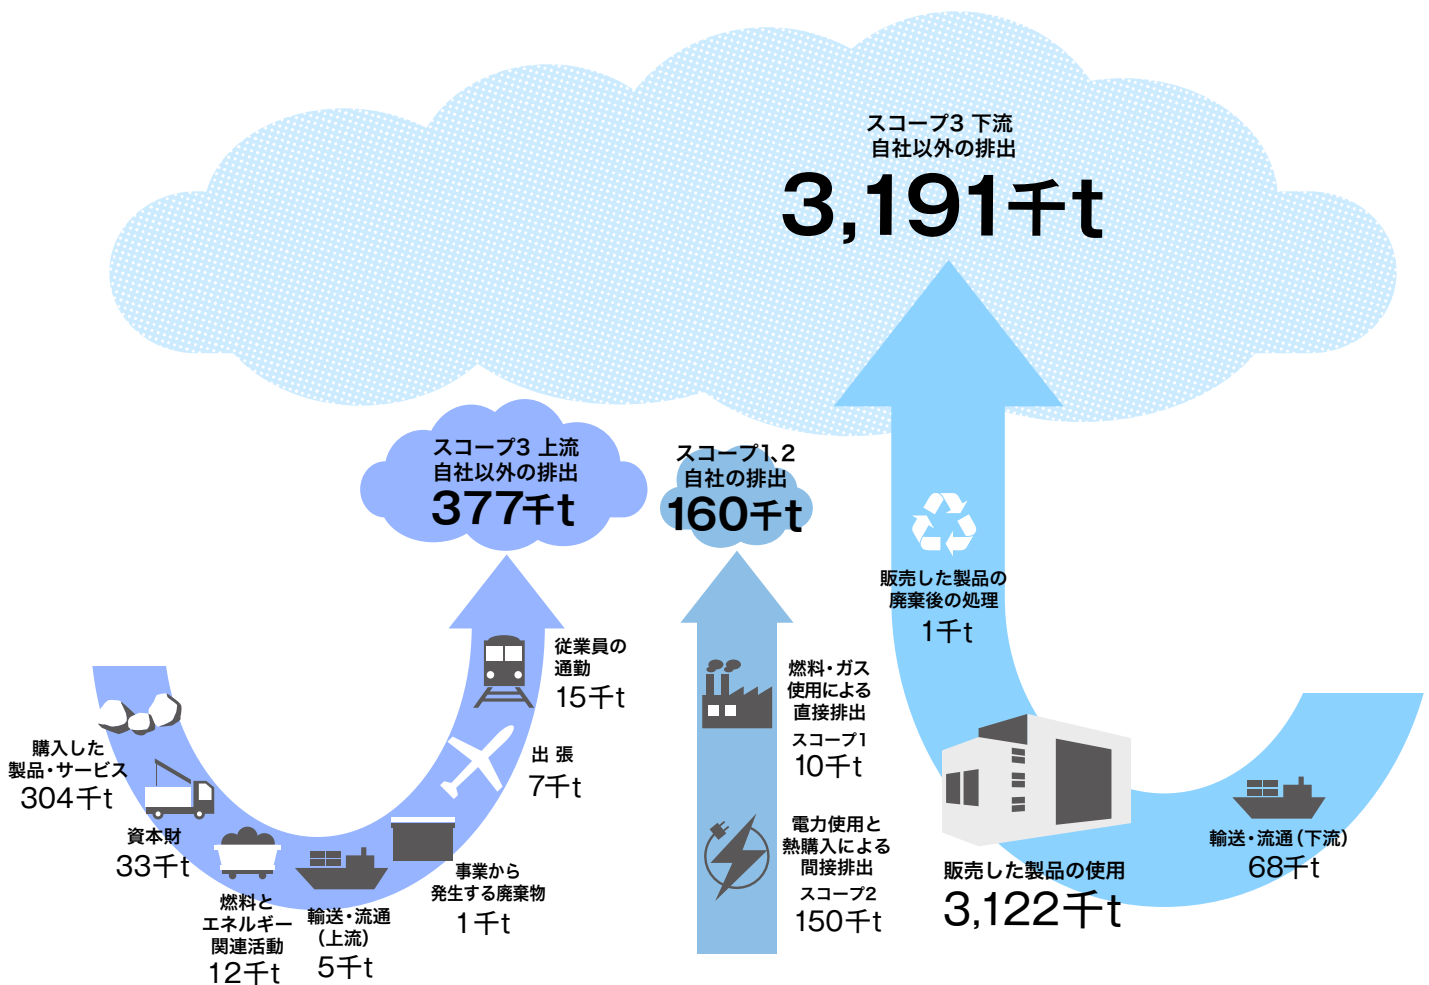 スコープ3 下流
自社以外の排出
3,191千t
スコープ3 上流
自社以外の排出
377千t
スコープ1、2
自社の排出
160千t
購入した
製品・サービス
304千t
資本財
33千t
燃料と
エネルギー
関連活動
12千t
輸送・流通
（上流）
5千t
事業から
発生する廃棄物
1千t
出 張
7千t
従業員の
通勤
15千t
燃料・ガス
使用による
直接排出
スコープ1
10千t
電力使用と
熱購入による
間接排出
スコープ2
150千t
販売した製品の
廃棄後の処理
1千t
販売した製品の使用
3,122千t
輸送・流通（下流）
68千t